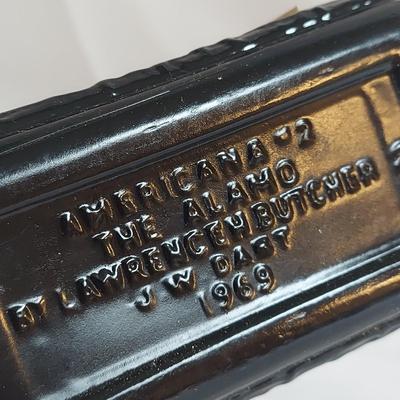 AMERICANA #2
THE ALAMO
BY LAWRENCE H BUTCHER
J W DANT
1969